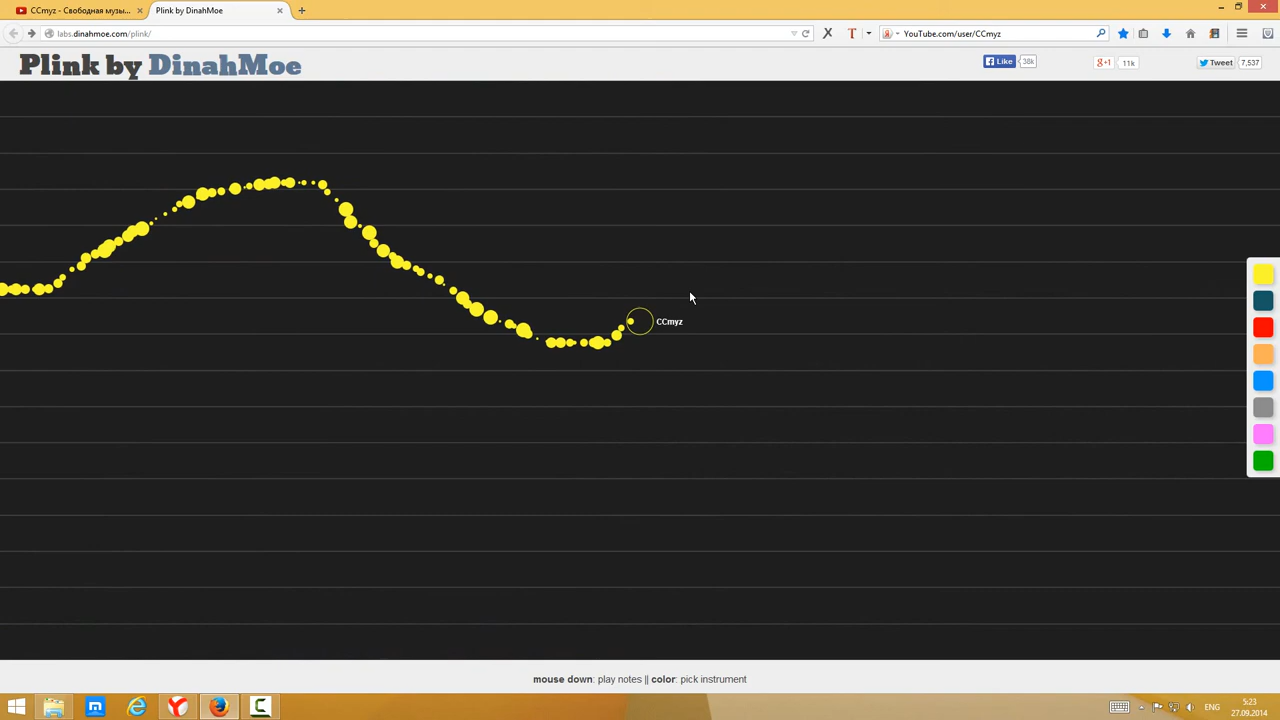 CCmyz - Свободная музы...
Plink by DinahMoe
labs.dinahmoe.com/plink/
YouTube.com/user/CCmyz
Plink by DinahMoe
Like 38k
+1 11k
Tweet 7,537
CCmyz
mouse down: play notes || color: pick instrument
ENG
5:23
27.09.2014